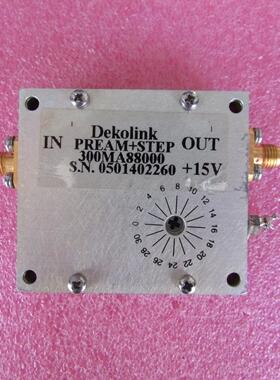 Dekolink
IN PREAM+STEP OUT
300MA88000
S.N. 0501402260 +15V
0 2 4 6 8 10 12 14 16 18 20 22 24 26 28 30